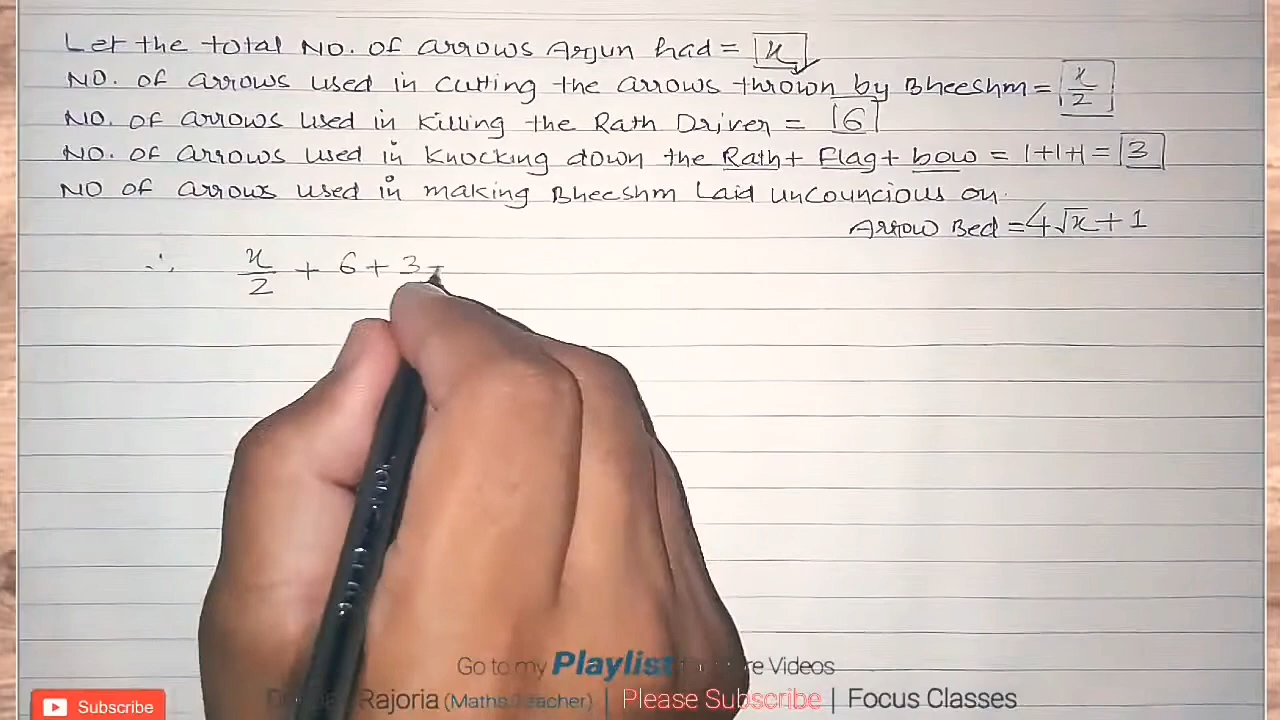 Let the total No. of arrows Arjun had = x
NO. of arrows used in cutting the arrows thrown by Bheeshm = x/2
NO. of arrows used in killing the Rath Driver = 6
NO. of arrows used in knocking down the Rath + Flag + bow = 1+1+1 = 3
NO of arrows used in making Bheeshm Laid uncouncious on
Arrow Bed = 4√x + 1
∴ x/2 + 6 + 3
Go to my Playlist re Videos
Rajoria (Maths Teacher) | Please Subscribe | Focus Classes
Subscribe